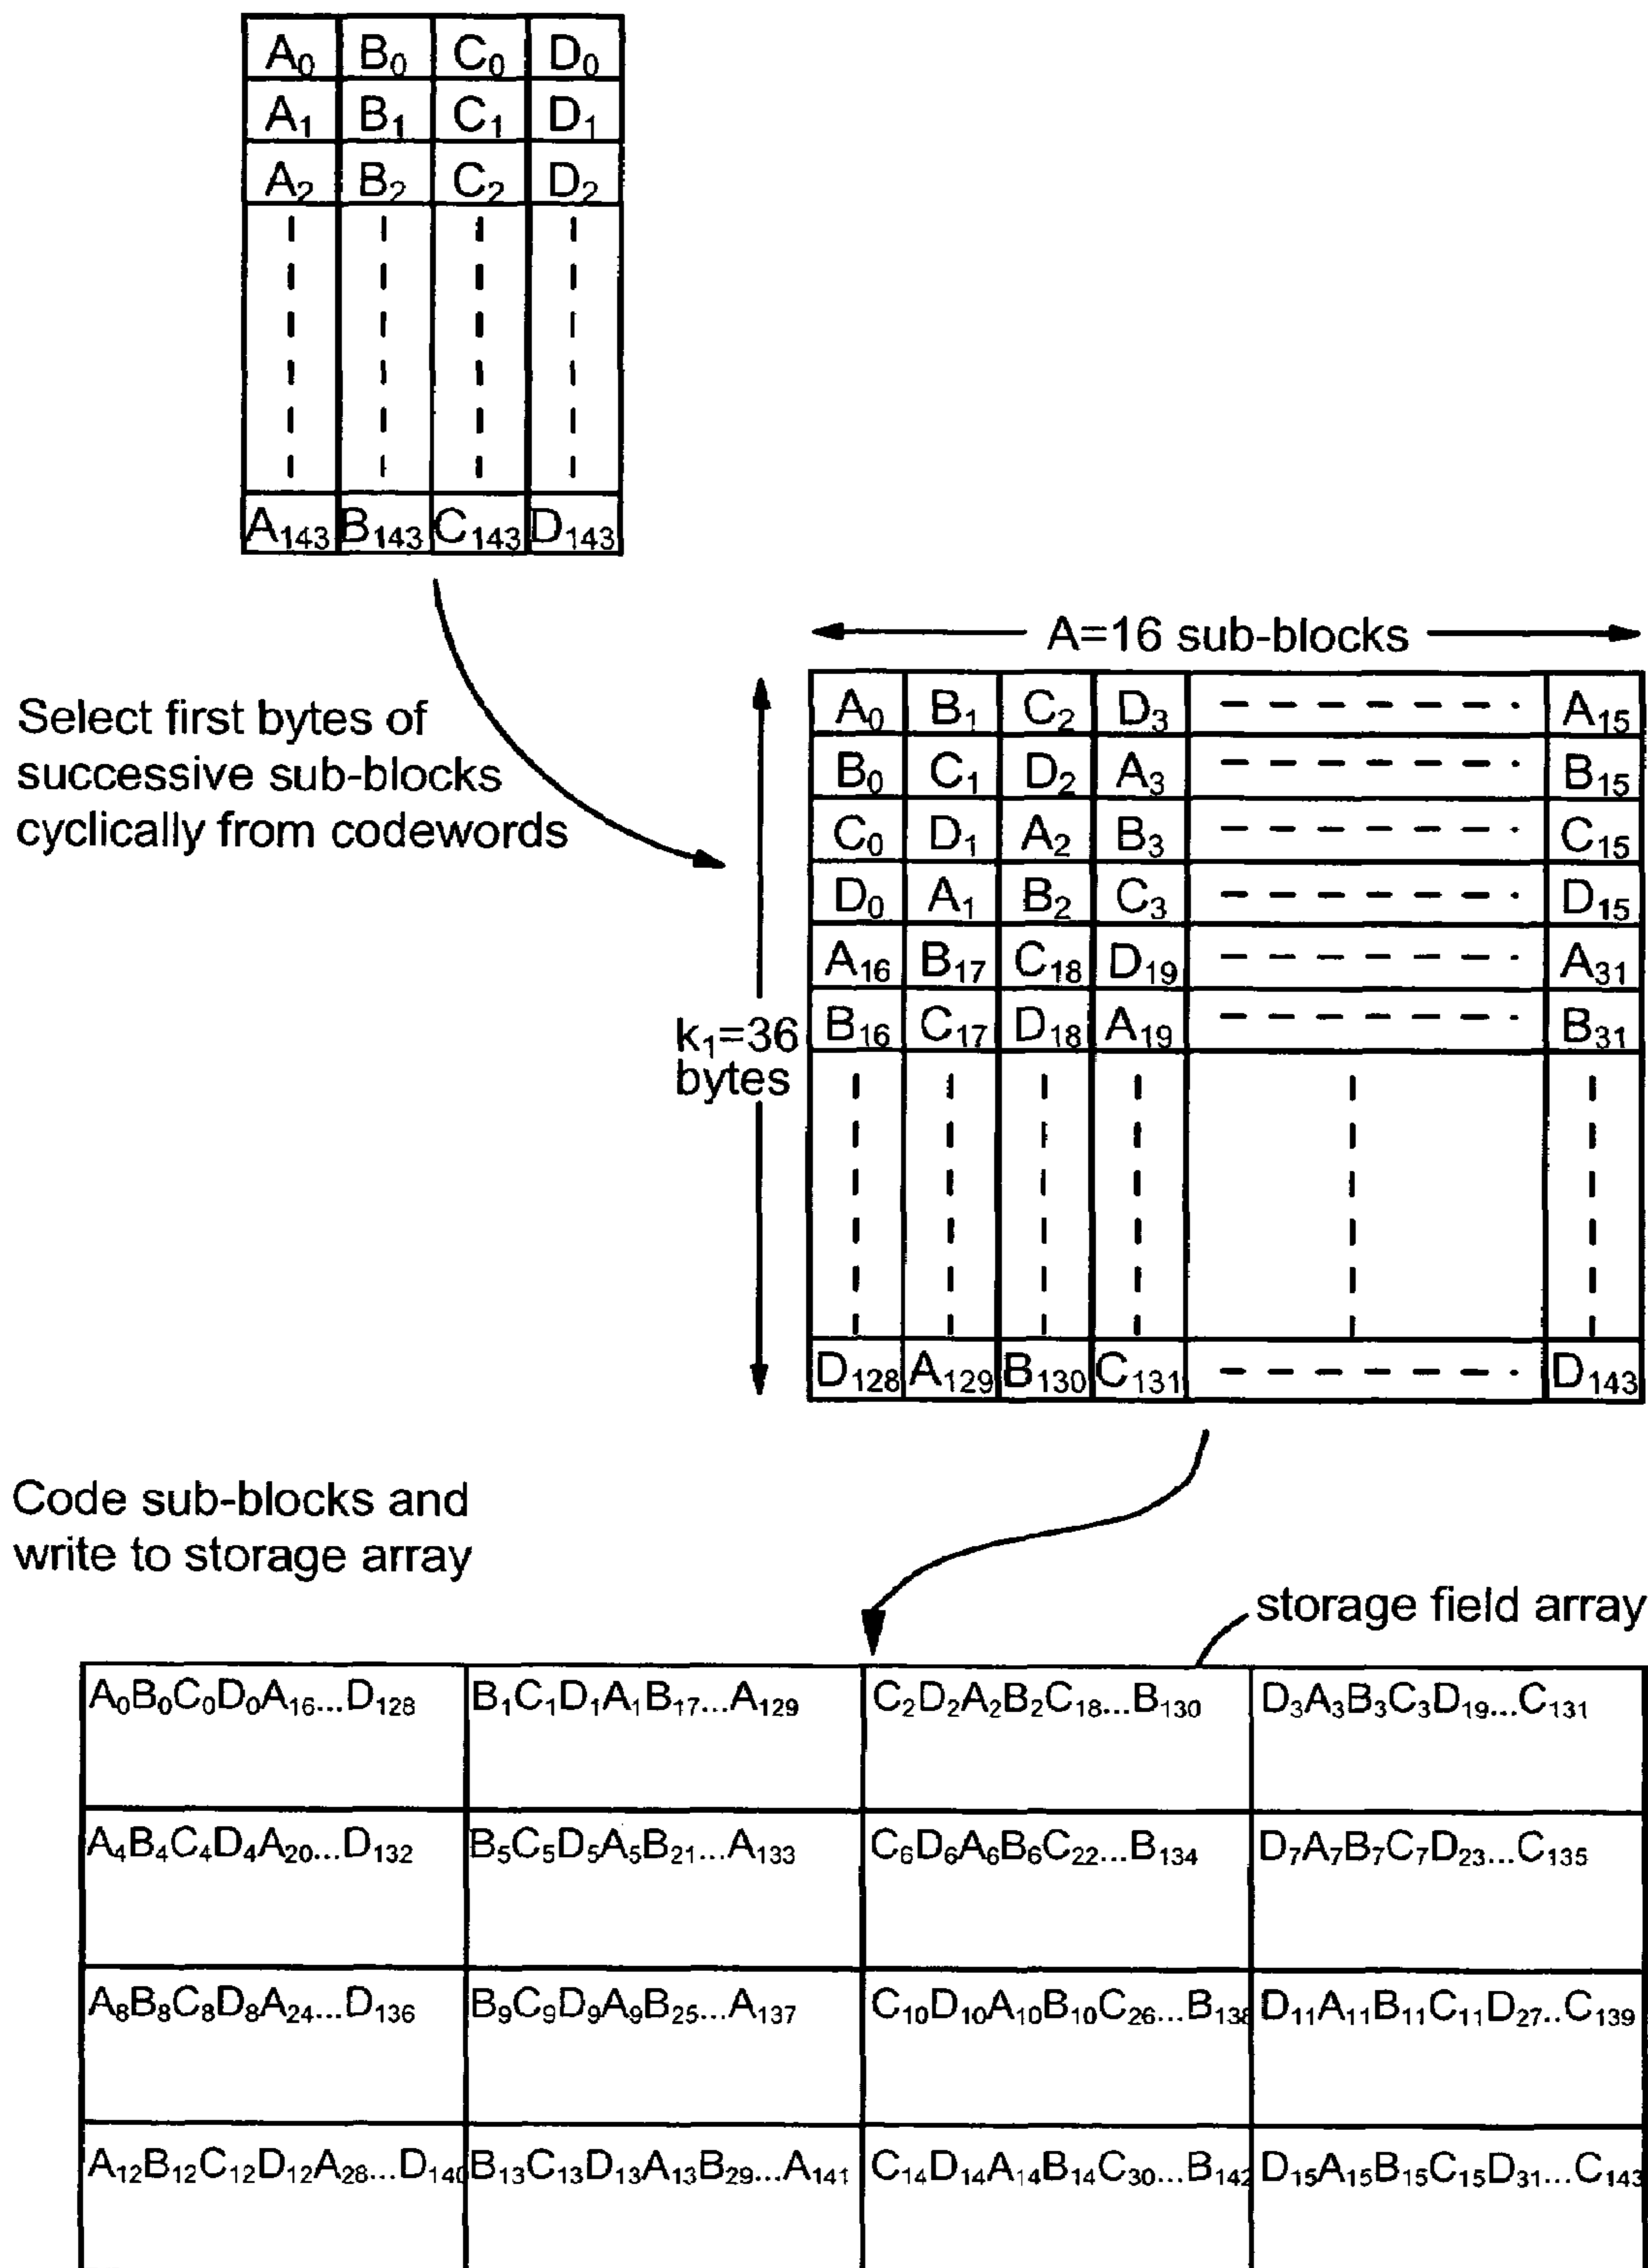 A₀ B₀ C₀ D₀
A₁ B₁ C₁ D₁
A₂ B₂ C₂ D₂
A₁₄₃ B₁₄₃ C₁₄₃ D₁₄₃
A=16 sub-blocks
Select first bytes of
successive sub-blocks
cyclically from codewords
k₁=36
bytes
A₀ B₁ C₂ D₃ A₁₅
B₀ C₁ D₂ A₃ B₁₅
C₀ D₁ A₂ B₃ C₁₅
D₀ A₁ B₂ C₃ D₁₅
A₁₆ B₁₇ C₁₈ D₁₉ A₃₁
B₁₆ C₁₇ D₁₈ A₁₉ B₃₁
D₁₂₈ A₁₂₉ B₁₃₀ C₁₃₁ D₁₄₃
Code sub-blocks and
write to storage array
storage field array
A₀B₀C₀D₀A₁₆...D₁₂₈ B₁C₁D₁A₁B₁₇...A₁₂₉ C₂D₂A₂B₂C₁₈...B₁₃₀ D₃A₃B₃C₃D₁₉...C₁₃₁
A₄B₄C₄D₄A₂₀...D₁₃₂ B₅C₅D₅A₅B₂₁...A₁₃₃ C₆D₆A₆B₆C₂₂...B₁₃₄ D₇A₇B₇C₇D₂₃...C₁₃₅
A₈B₈C₈D₈A₂₄...D₁₃₆ B₉C₉D₉A₉B₂₅...A₁₃₇ C₁₀D₁₀A₁₀B₁₀C₂₆...B₁₃₈ D₁₁A₁₁B₁₁C₁₁D₂₇..C₁₃₉
A₁₂B₁₂C₁₂D₁₂A₂₈...D₁₄₀ B₁₃C₁₃D₁₃A₁₃B₂₉...A₁₄₁ C₁₄D₁₄A₁₄B₁₄C₃₀...B₁₄₂ D₁₅A₁₅B₁₅C₁₅D₃₁...C₁₄₃